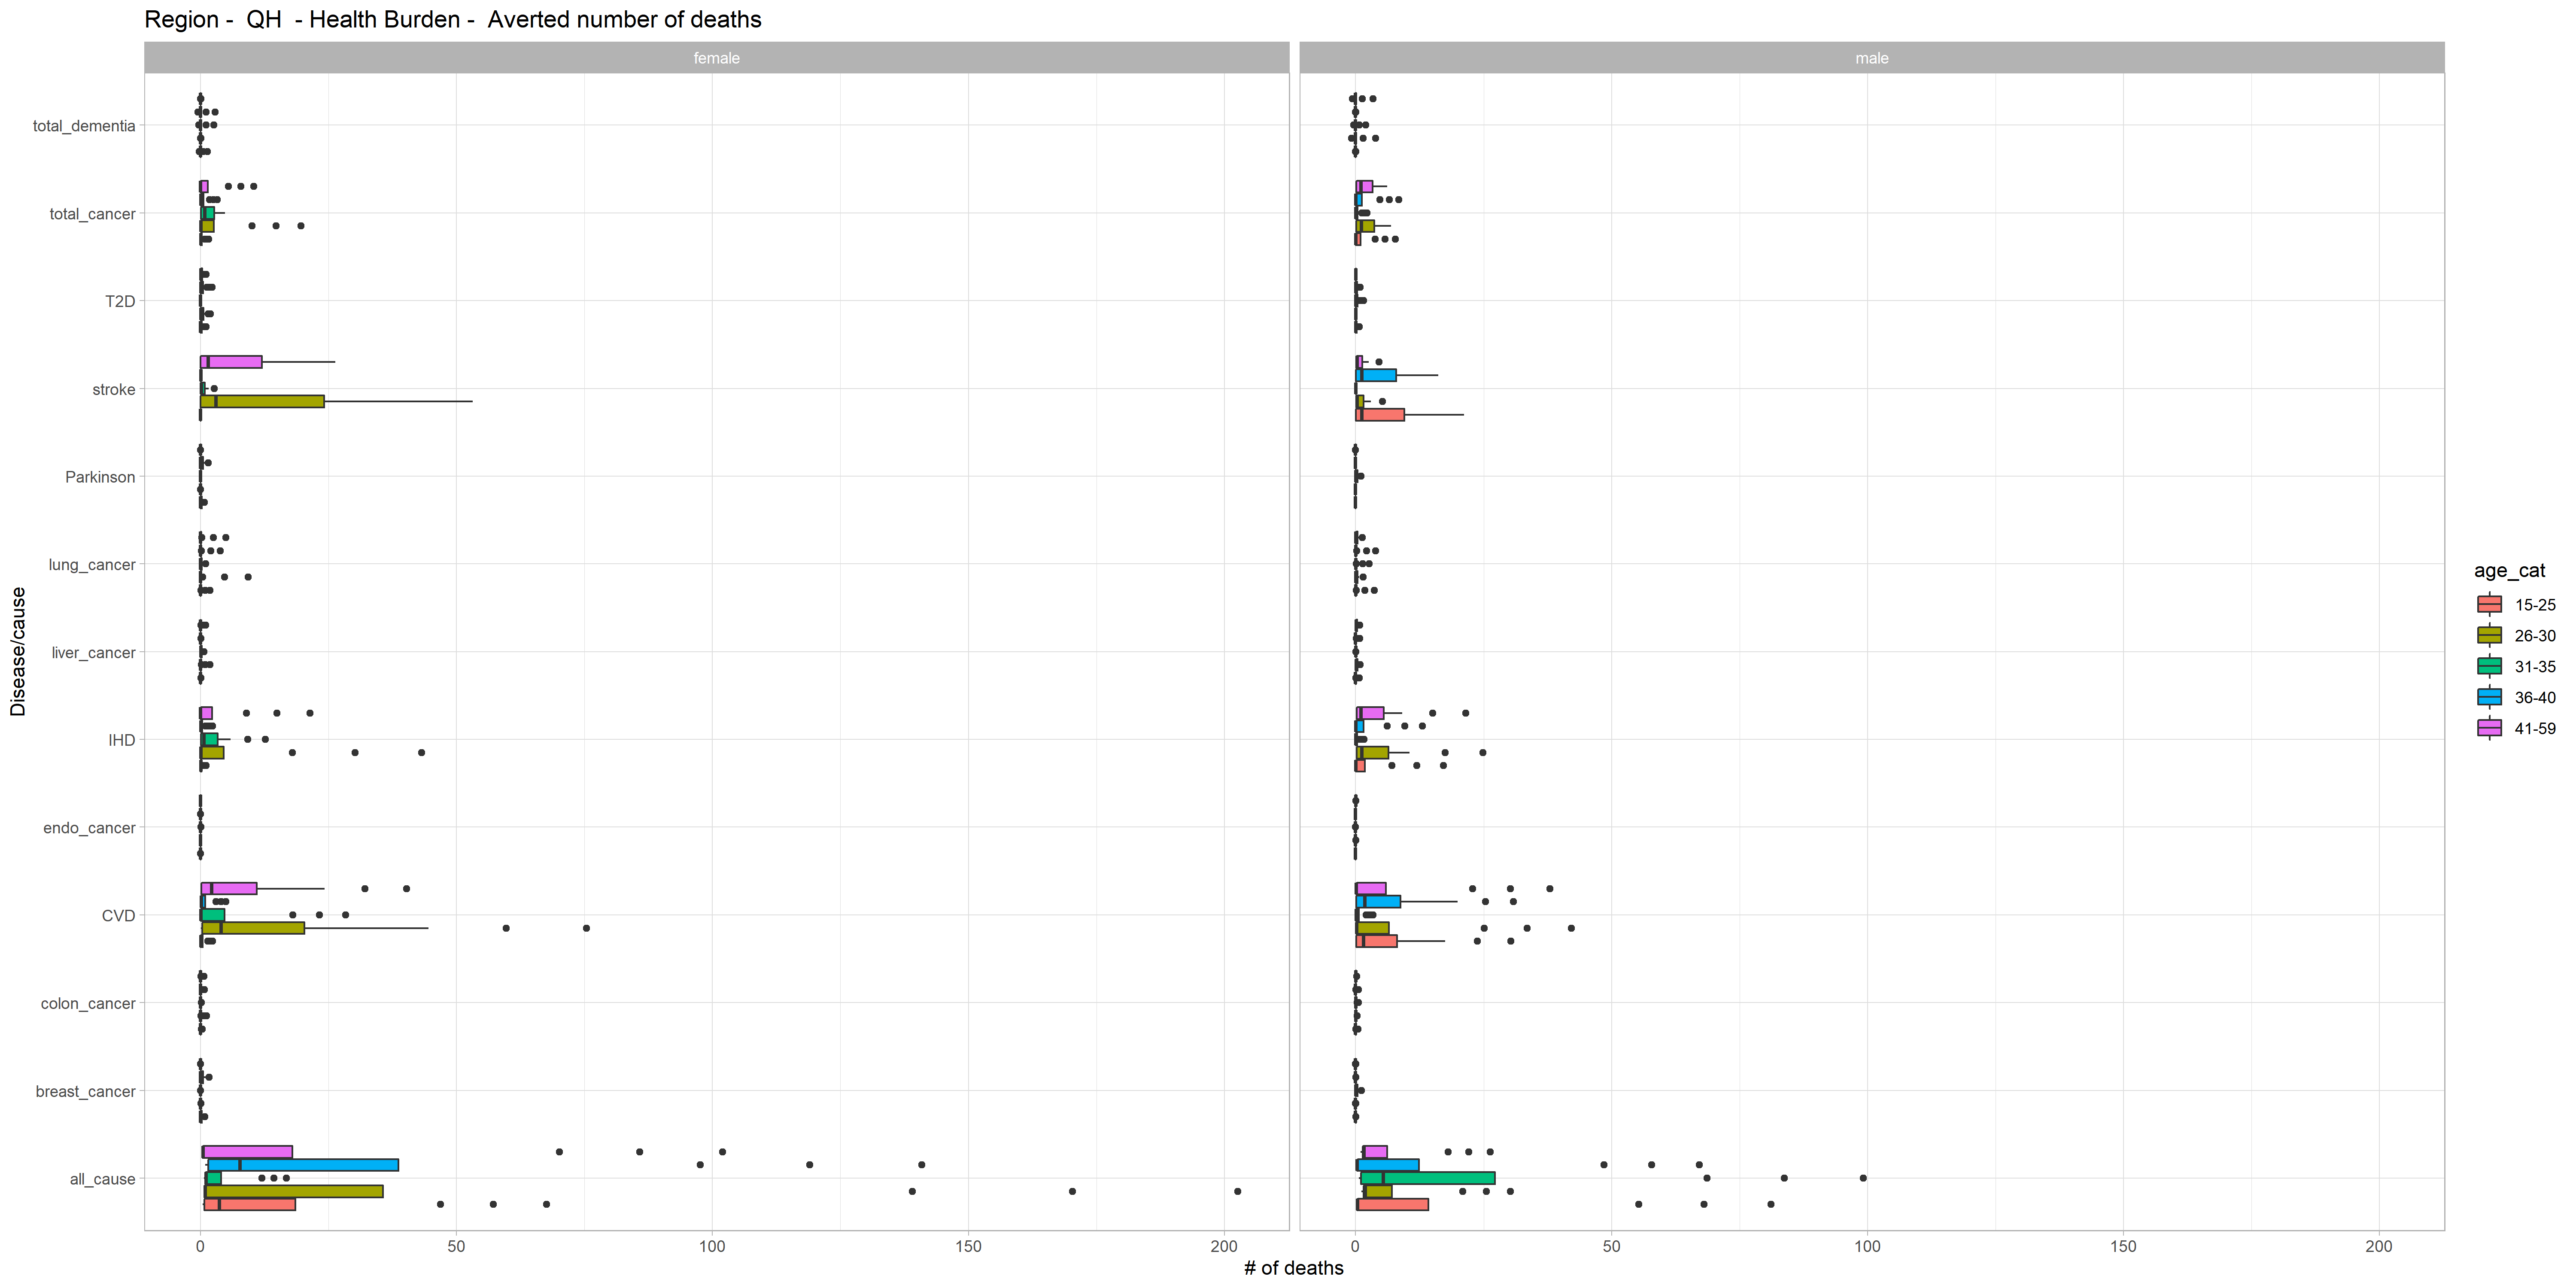 Region -  QH  - Health Burden -  Averted number of deaths
female
male
Disease/cause
total_dementia
total_cancer
T2D
stroke
Parkinson
lung_cancer
liver_cancer
IHD
endo_cancer
CVD
colon_cancer
breast_cancer
all_cause
0 50 100 150 200
0 50 100 150 200
# of deaths
age_cat
15-25
26-30
31-35
36-40
41-59